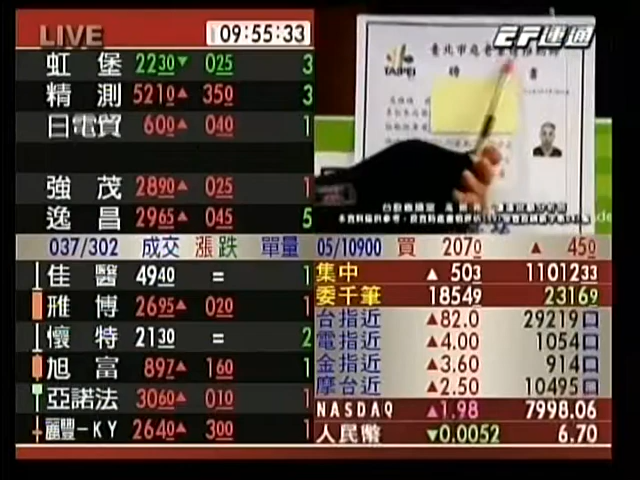 LIVE 09:55:33
虹堡 2230▼ 025 3
精測 5210▲ 350 3
日電貿 600▲ 040 1
強茂 2890▲ 025 1
逸昌 2965▲ 045 5
037/302 成交 漲跌 單量
佳醫 4940 = 1
雃博 2695▲ 020 1
懷特 2130 = 2
旭富 897▲ 160 1
亞諾法 3060▲ 010 1
麗豐-KY 2640▲ 300 1
TAIPEI
05/10900 買 2070 ▲ 450
集中 ▲ 503 1101233
委千筆 18549 23169
台指近 ▲82.0 29219口
電指近 ▲4.00 1054口
金指近 ▲3.60 914口
摩台近 ▲2.50 10495口
NASDAQ ▲1.98 7998.06
人民幣 ▼0.0052 6.70